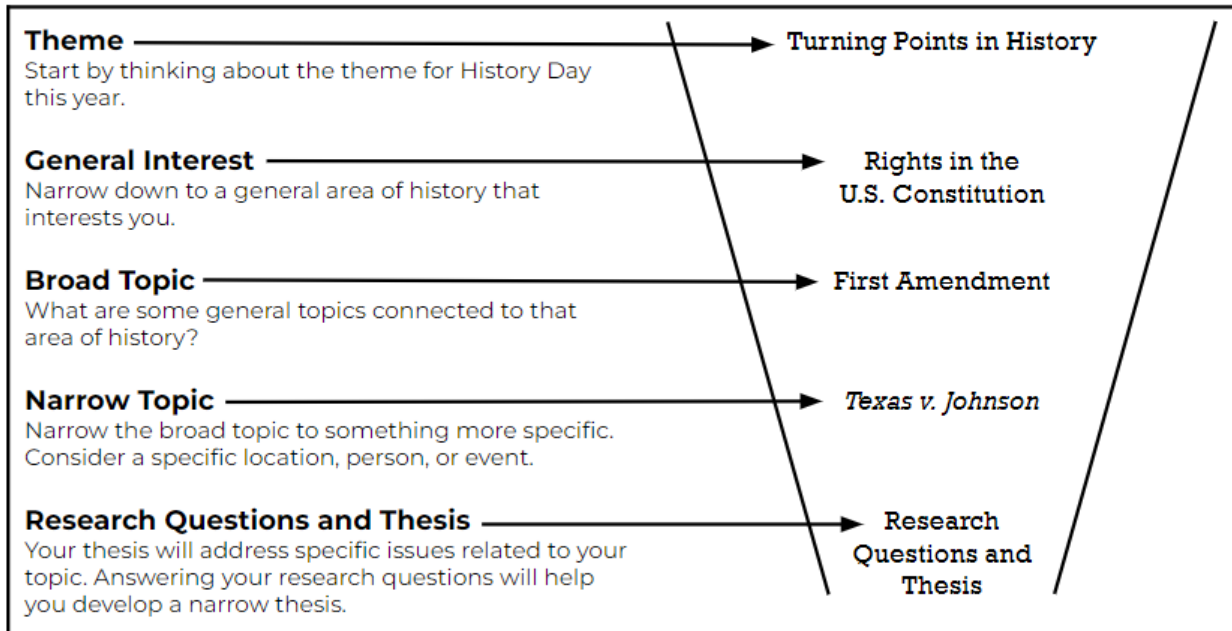 Theme
Turning Points in History
Start by thinking about the theme for History Day
this year.
General Interest
Rights in the
U.S. Constitution
Narrow down to a general area of history that
interests you.
Broad Topic
First Amendment
What are some general topics connected to that
area of history?
Narrow Topic
Texas v. Johnson
Narrow the broad topic to something more specific.
Consider a specific location, person, or event.
Research Questions and Thesis
Research
Questions and
Thesis
Your thesis will address specific issues related to your
topic. Answering your research questions will help
you develop a narrow thesis.